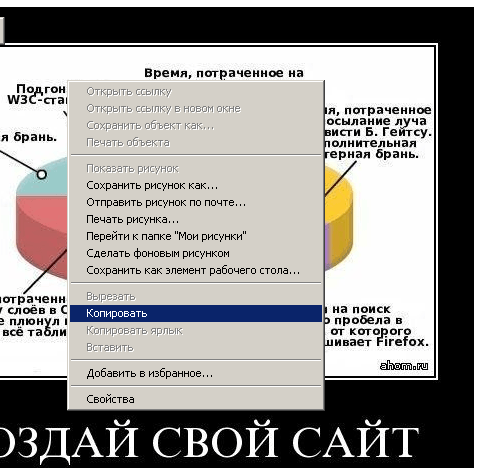 Время, потраченное на
Подгон
W3C-ста
я брань.
я, потраченное
осылание луча
висти Б. Гейтсу.
полнительная
терная брань.
Открыть ссылку
Открыть ссылку в новом окне
Сохранить объект как...
Печать объекта
Показать рисунок
Сохранить рисунок как...
Отправить рисунок по почте...
Печать рисунка...
Перейти к папке "Мои рисунки"
Сделать фоновым рисунком
Сохранить как элемент рабочего стола...
Вырезать
Копировать
Копировать ярлык
Вставить
Добавить в избранное...
Свойства
отрачен
у слоёв в С
е плюнул
всё табли
на поиск
о пробела в
от которого
шивает Firefox.
ahom.ru
ОЗДАЙ СВОЙ САЙТ